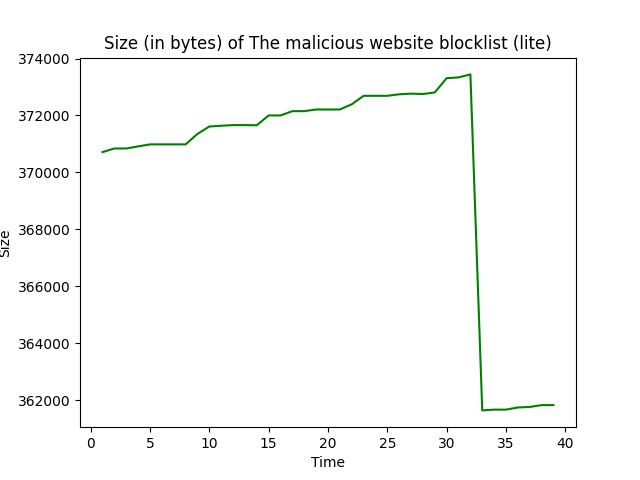 Size (in bytes) of The malicious website blocklist (lite)
374000
372000
370000
368000
366000
364000
362000
Size
0 5 10 15 20 25 30 35 40
Time